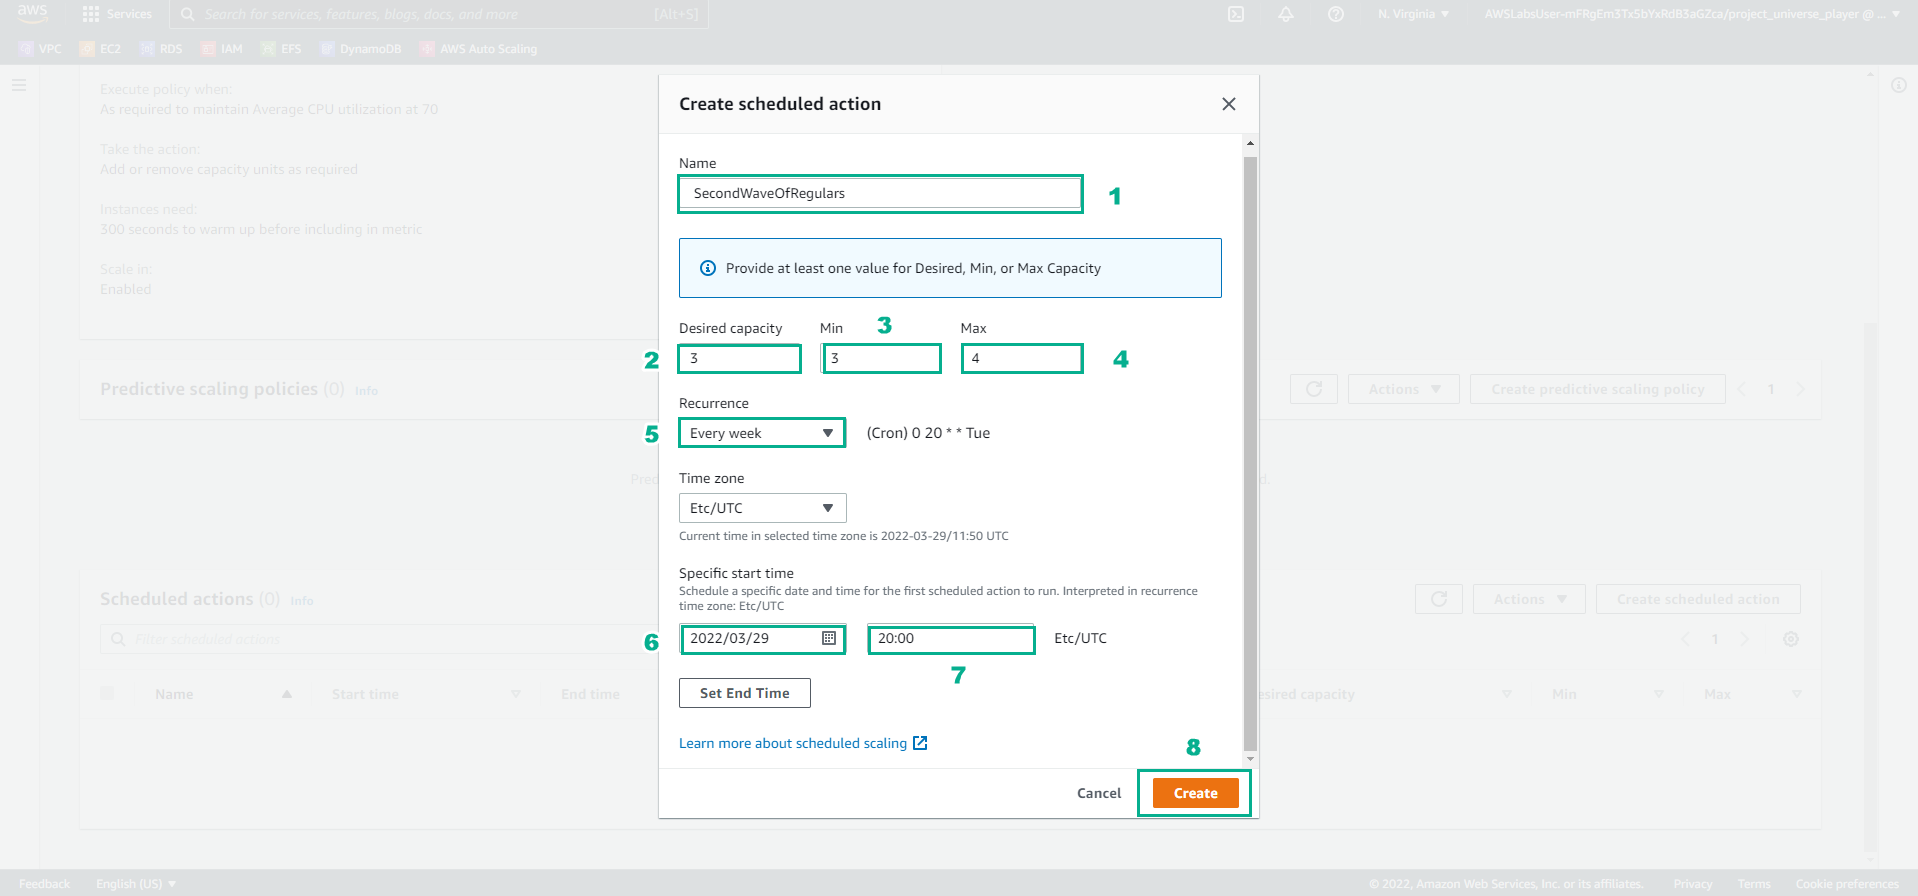 aws
Services
Search for services, features, blogs, docs, and more
[Alt+S]
N. Virginia
AWSLabsUser-mFRgEm3Tx5bYxRdB3aGZca/project_universe_player @ ...
VPC
EC2
RDS
IAM
EFS
DynamoDB
AWS Auto Scaling
Execute policy when:
As required to maintain Average CPU utilization at 70
Take the action:
Add or remove capacity units as required
Instances need:
300 seconds to warm up before including in metric
Scale in:
Enabled
Predictive scaling policies (0) Info
Actions
Create predictive scaling policy
1
Scheduled actions (0) Info
Actions
Create scheduled action
Filter scheduled actions
1
Name
Start time
End time
esired capacity
Min
Max
Create scheduled action
Name
SecondWaveOfRegulars
1
Provide at least one value for Desired, Min, or Max Capacity
Desired capacity
Min
3
Max
2
3
3
4
4
Recurrence
5
Every week
(Cron) 0 20 * * Tue
Time zone
Etc/UTC
Current time in selected time zone is 2022-03-29/11:50 UTC
Specific start time
Schedule a specific date and time for the first scheduled action to run. Interpreted in recurrence
time zone: Etc/UTC
6
2022/03/29
20:00
Etc/UTC
7
Set End Time
Learn more about scheduled scaling
8
Cancel
Create
Feedback
English (US)
© 2022, Amazon Web Services, Inc. or its affiliates.
Privacy
Terms
Cookie preferences